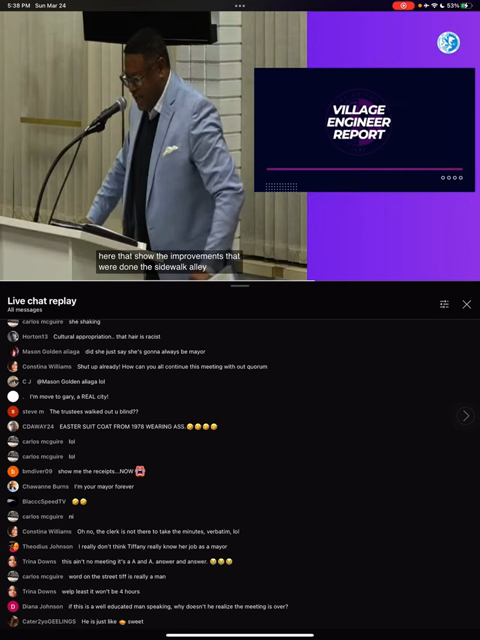 5:38 PM Sun Mar 24
53%
VILLAGE
ENGINEER
REPORT
here that show the improvements that
were done the sidewalk alley
Live chat replay
All messages
carlos mcguire she shaking
Horton13 Cultural appropriation.. that hair is racist
Mason Golden aliaga did she just say she's gonna always be mayor
Constina Williams Shut up already! How can you all continue this meeting with out quorum
C J @Mason Golden aliaga lol
. I'm move to gary, a REAL city!
s steve m The trustees walked out u blind??
CDAWAY24 EASTER SUIT COAT FROM 1978 WEARING ASS.🤣🤣🤣🤣
carlos mcguire lol
carlos mcguire lol
b bmdiver09 show me the receipts...NOW
Chawanne Burns I'm your mayor forever
BlacccSpeedTV 🤣🤣
carlos mcguire ni
Constina Williams Oh no, the clerk is not there to take the minutes, verbatim, lol
Theodius Johnson I really don't think Tiffany really know her job as a mayor
Trina Downs this ain't no meeting it's a A and A. answer and answer. 😂😂😂
carlos mcguire word on the street tiff is really a man
Trina Downs welp least it won't be 4 hours
D Diana Johnson if this is a well educated man speaking, why doesn't he realize the meeting is over?
Cater2yoGEELINGS He is just like 🥧 sweet